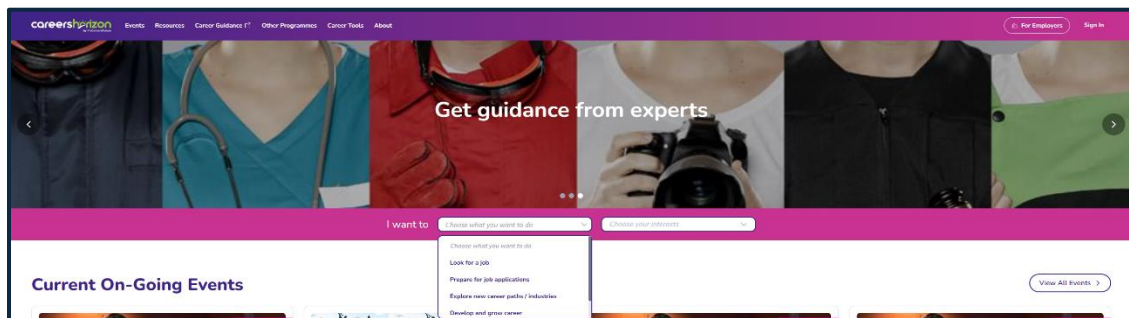 careersherizon Events Resources Career Guidance Other Programmes Career Tools About For Employers Sign In
Get guidance from experts
I want to Choose what you want to do Choose your interests
Choose what you want to do
Look for a job
Prepare for job applications
Explore new career paths / industries
Develop and grow career
Current On-Going Events View All Events